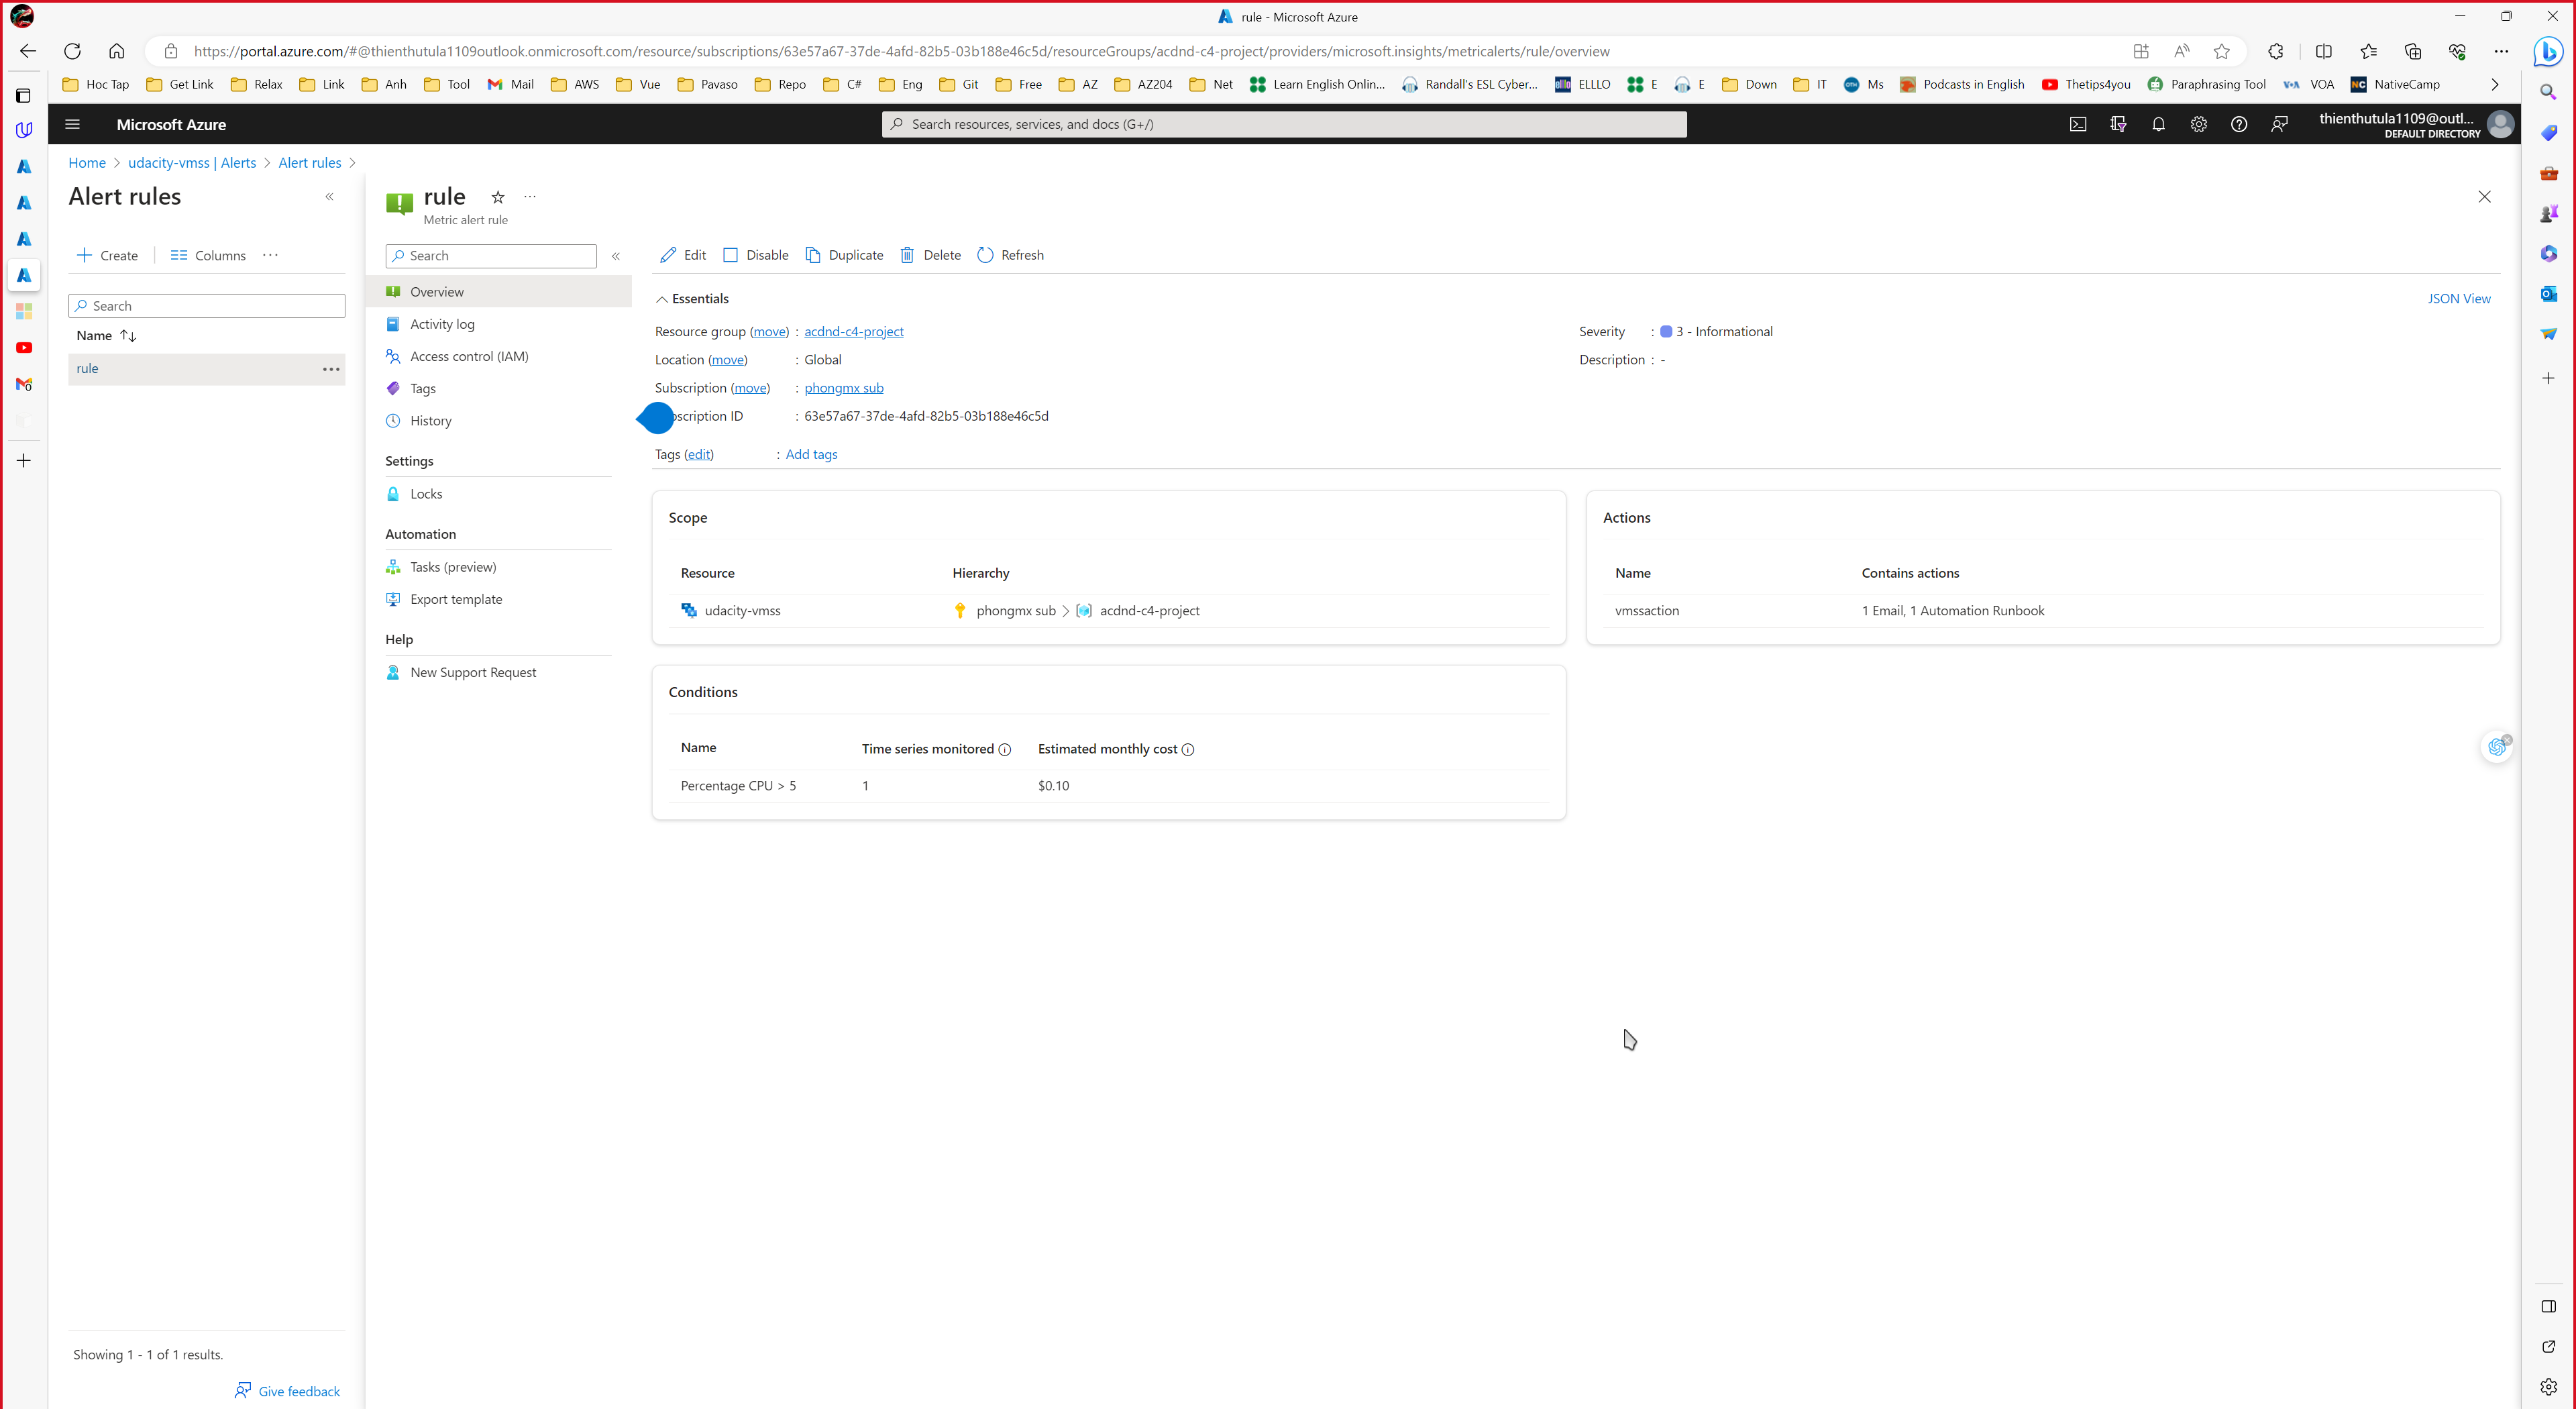 rule - Microsoft Azure
https://portal.azure.com/#@thienthutula1109outlook.onmicrosoft.com/resource/subscriptions/63e57a67-37de-4afd-82b5-03b188e46c5d/resourceGroups/acdnd-c4-project/providers/microsoft.insights/metricalerts/rule/overview
Hoc Tap Get Link Relax Link Anh Tool Mail AWS Vue Pavaso Repo C# Eng Git Free AZ AZ204 Net Learn English Onlin... Randall's ESL Cyber... ELLLO E E Down IT Ms Podcasts in English Thetips4you Paraphrasing Tool VOA NativeCamp
Microsoft Azure
Search resources, services, and docs (G+/)
thienthutula1109@outl...
DEFAULT DIRECTORY
Home > udacity-vmss | Alerts > Alert rules >
Alert rules
Create Columns
Search
Name
rule
Showing 1 - 1 of 1 results.
Give feedback
rule
Metric alert rule
Search
Overview
Activity log
Access control (IAM)
Tags
History
Settings
Locks
Automation
Tasks (preview)
Export template
Help
New Support Request
Edit Disable Duplicate Delete Refresh
Essentials
JSON View
Resource group (move) : acdnd-c4-project
Location (move) : Global
Subscription (move) : phongmx sub
scription ID : 63e57a67-37de-4afd-82b5-03b188e46c5d
Severity : 3 - Informational
Description : -
Tags (edit) : Add tags
Scope
Resource Hierarchy
udacity-vmss phongmx sub > acdnd-c4-project
Actions
Name Contains actions
vmssaction 1 Email, 1 Automation Runbook
Conditions
Name Time series monitored Estimated monthly cost
Percentage CPU > 5 1 $0.10